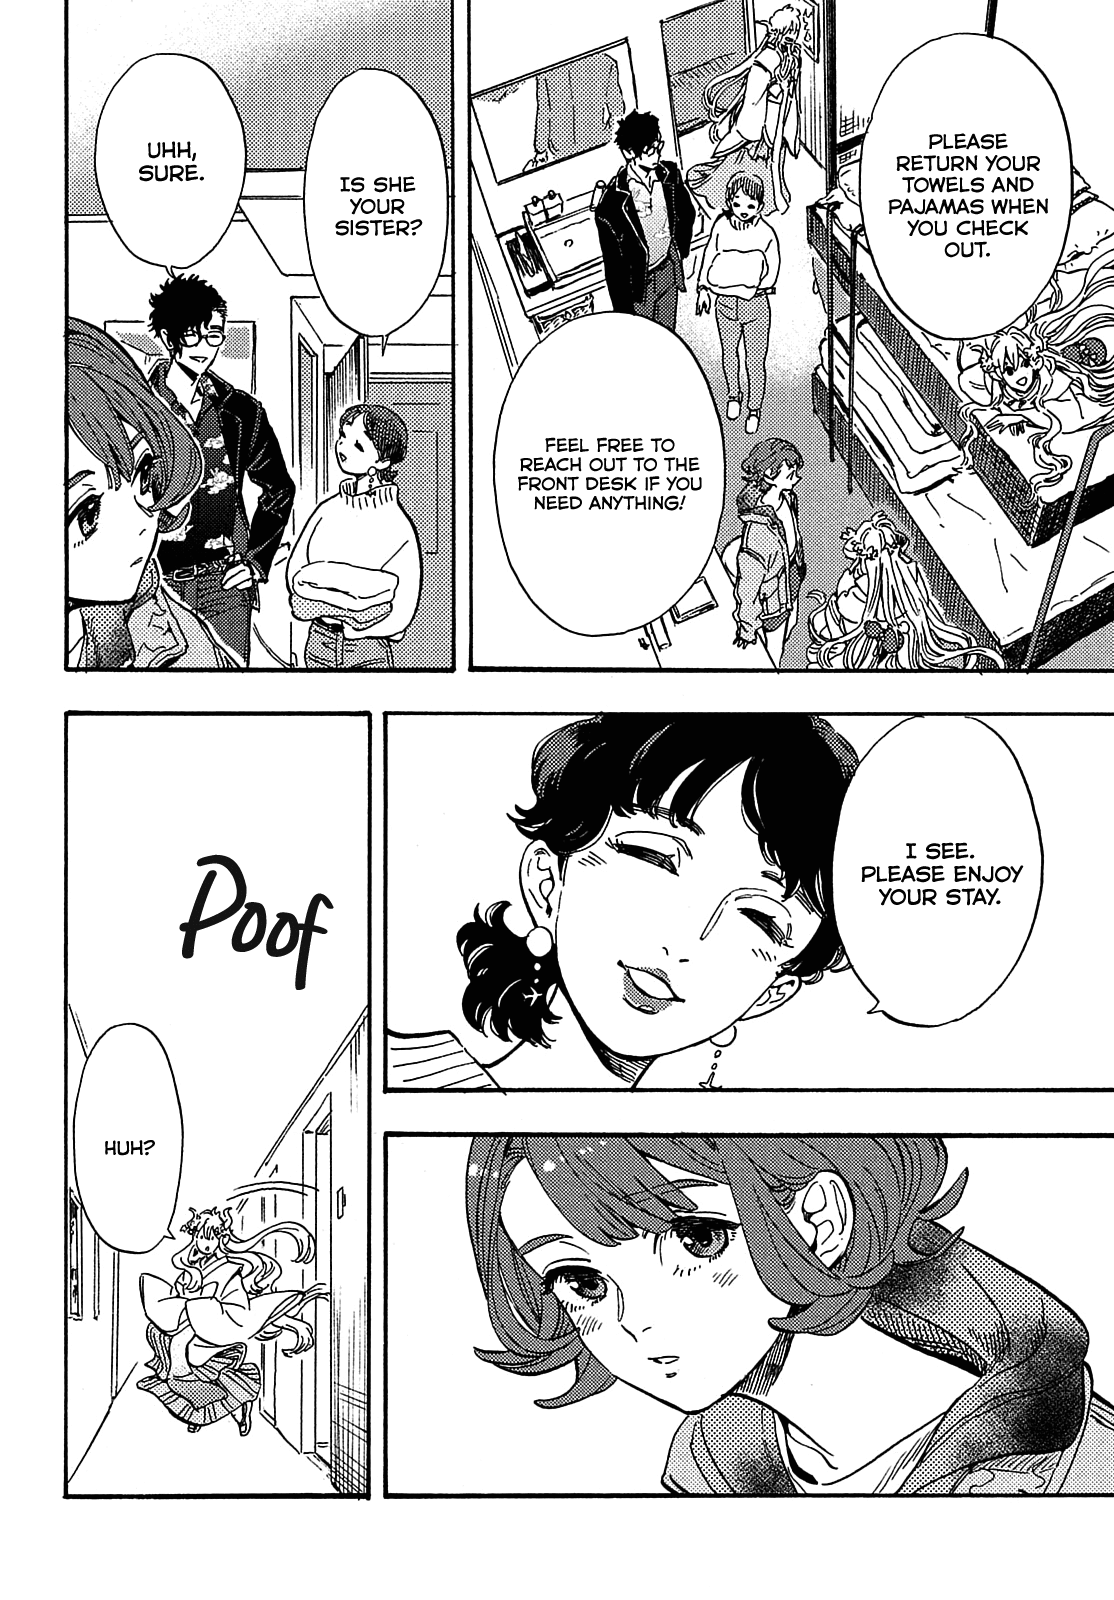 PLEASE
RETURN YOUR
TOWELS AND
PAJAMAS WHEN
YOU CHECK
OUT.
FEEL FREE TO
REACH OUT TO THE
FRONT DESK IF YOU
NEED ANYTHING!
IS SHE
YOUR
SISTER?
UHH,
SURE.
I SEE.
PLEASE ENJOY
YOUR STAY.
Poof
HUH?